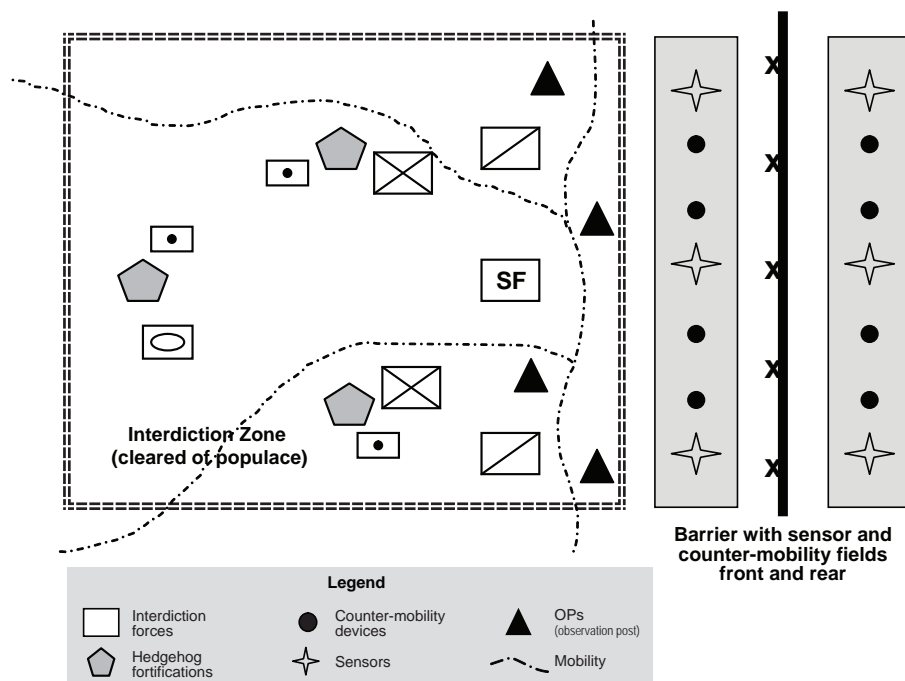 X
X
SF
X
X
X
Interdiction Zone
(cleared of populace)
Barrier with sensor and
counter-mobility fields
front and rear
Legend
Interdiction
forces
Counter-mobility
devices
OPs
(observation post)
Hedgehog
fortifications
Sensors
Mobility